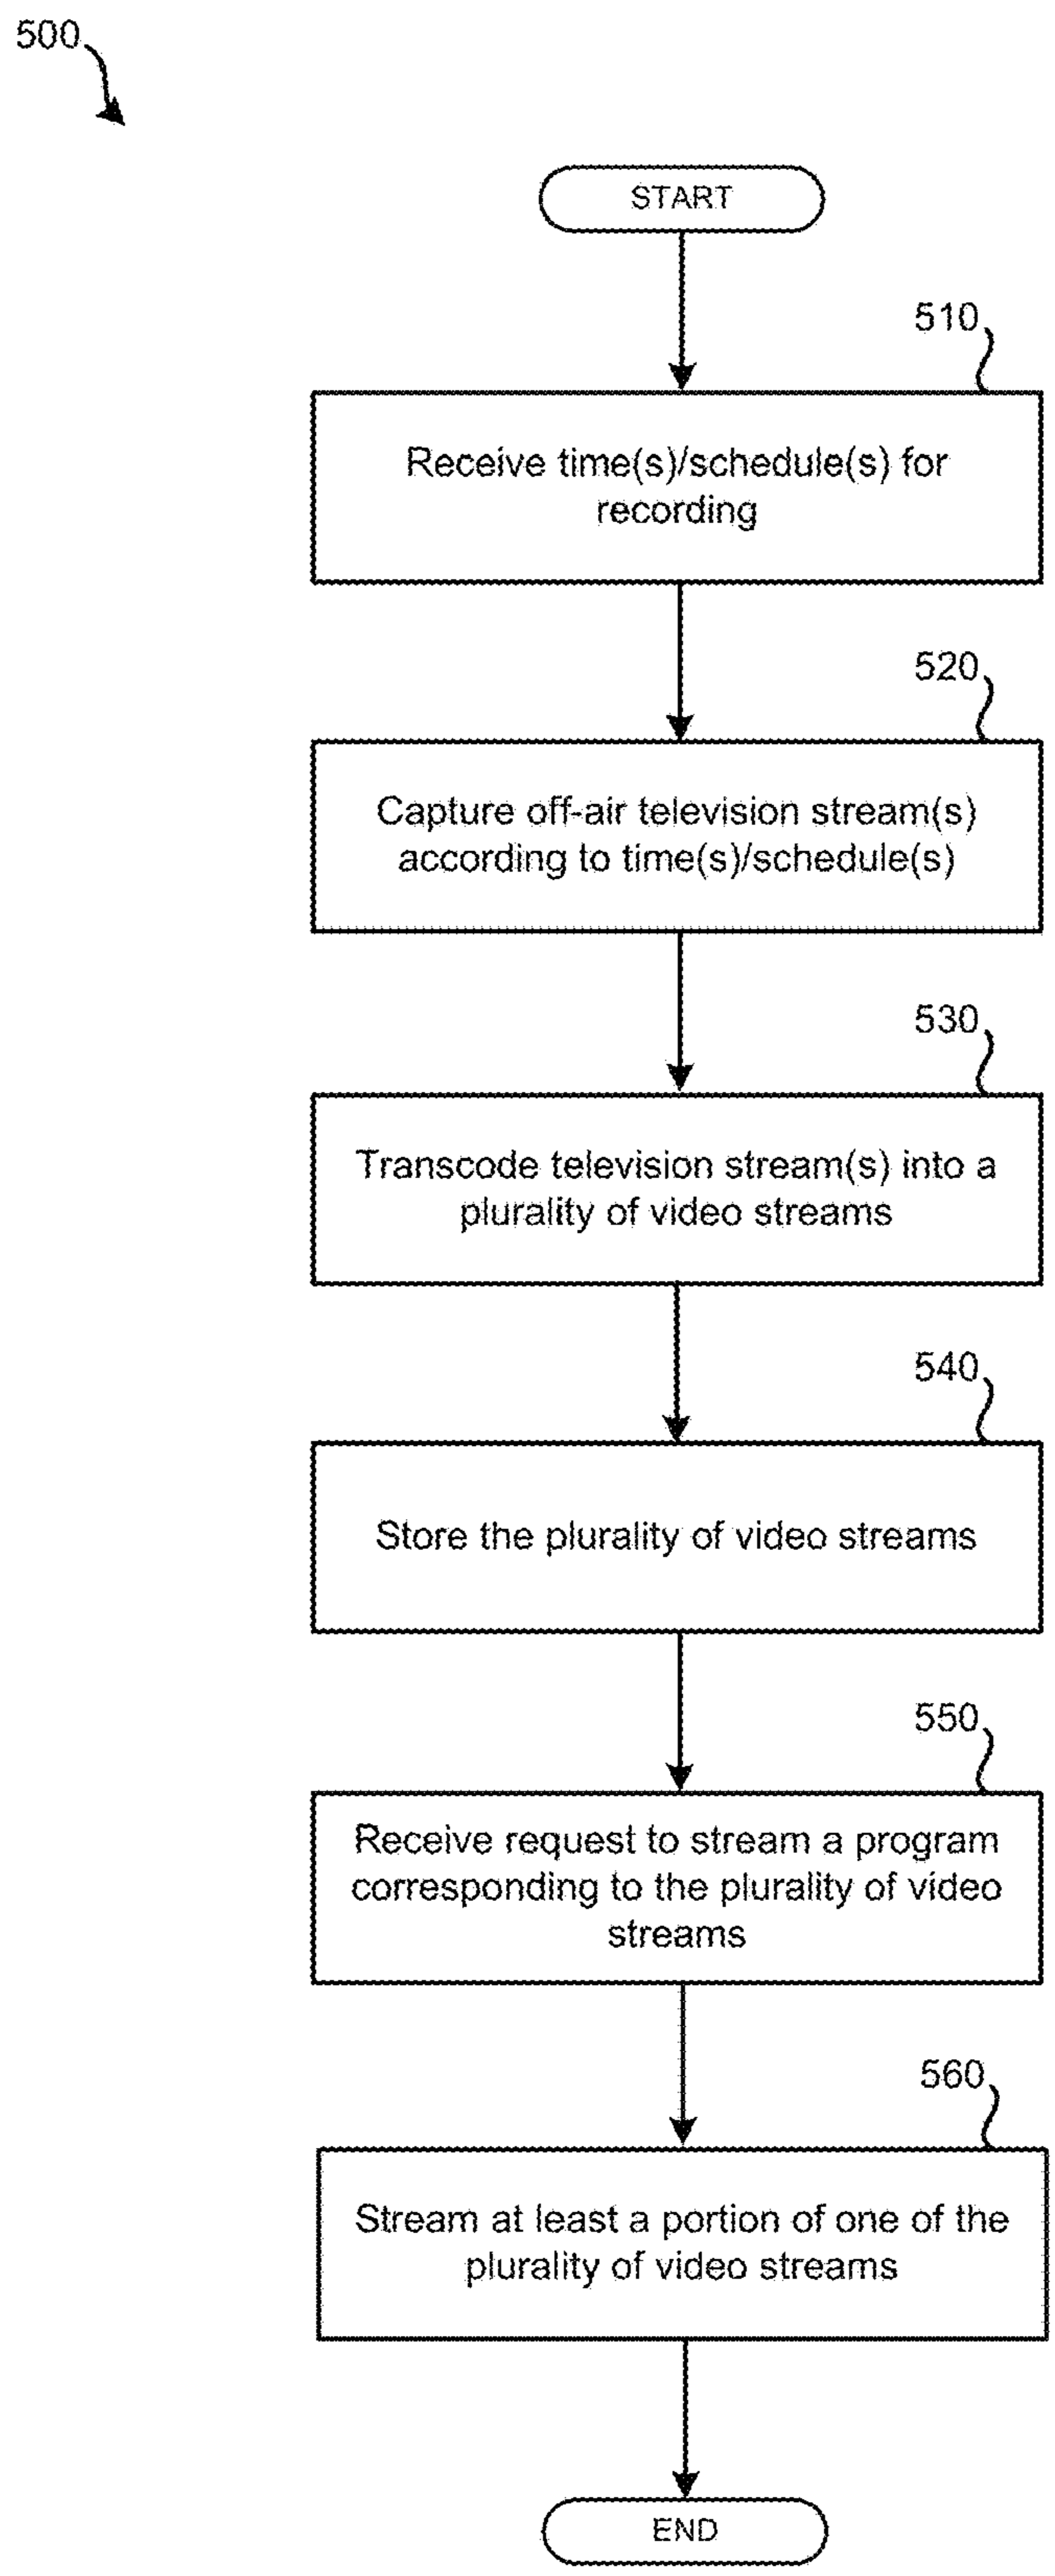 500
START
510
Receive time(s)/schedule(s) for
recording
520
Capture off-air television stream(s)
according to time(s)/schedule(s)
530
Transcode television stream(s) into a
plurality of video streams
540
Store the plurality of video streams
550
Receive request to stream a program
corresponding to the plurality of video
streams
560
Stream at least a portion of one of the
plurality of video streams
END